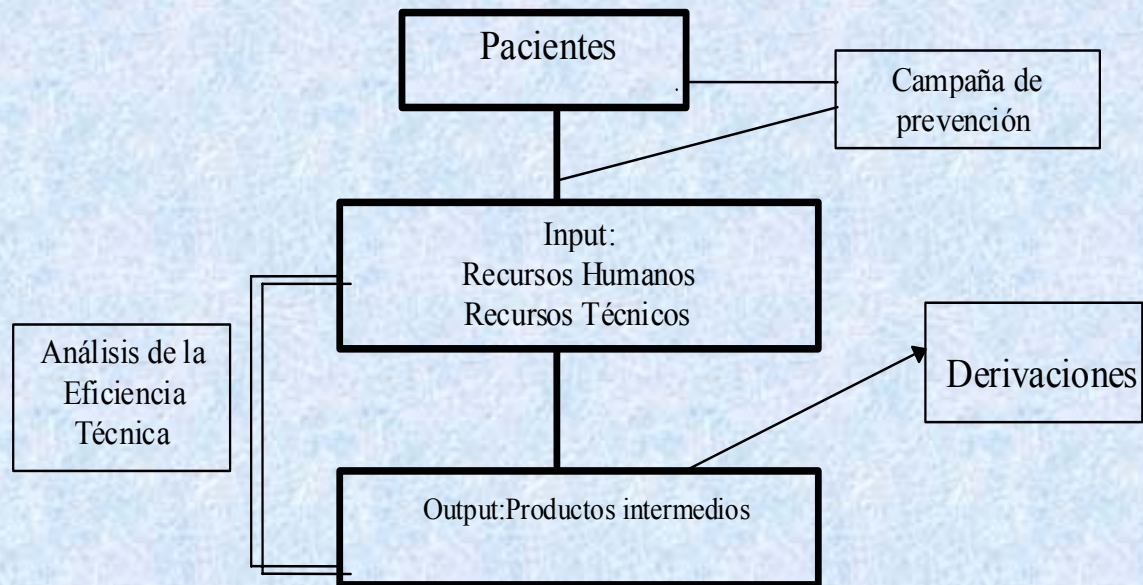 Pacientes
Campaña de
prevención
Input:
Recursos Humanos
Recursos Técnicos
Análisis de la
Eficiencia
Técnica
Derivaciones
Output:Productos intermedios